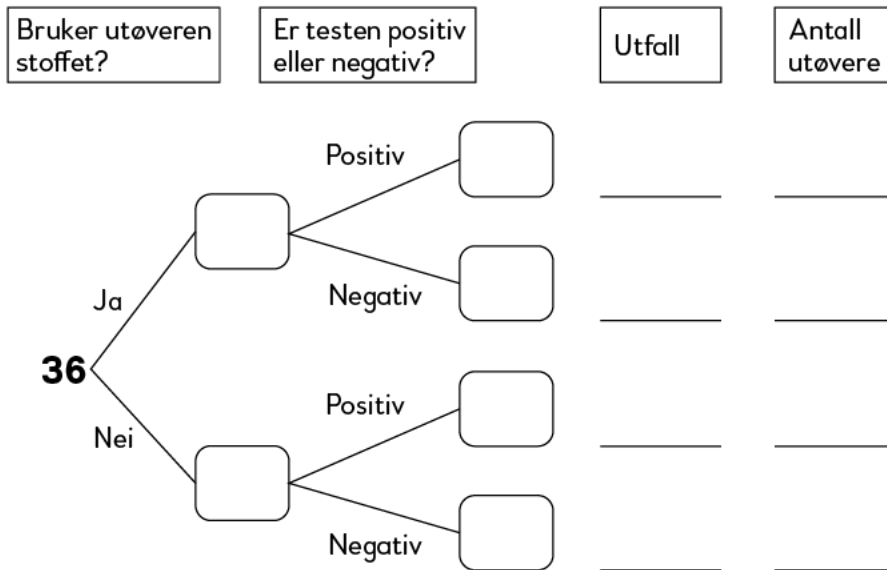 Bruker utøveren
stoffet?
Er testen positiv
eller negativ?
Utfall
Antall
utøvere
Positiv
Ja
Negativ
36
Positiv
Nei
Negativ